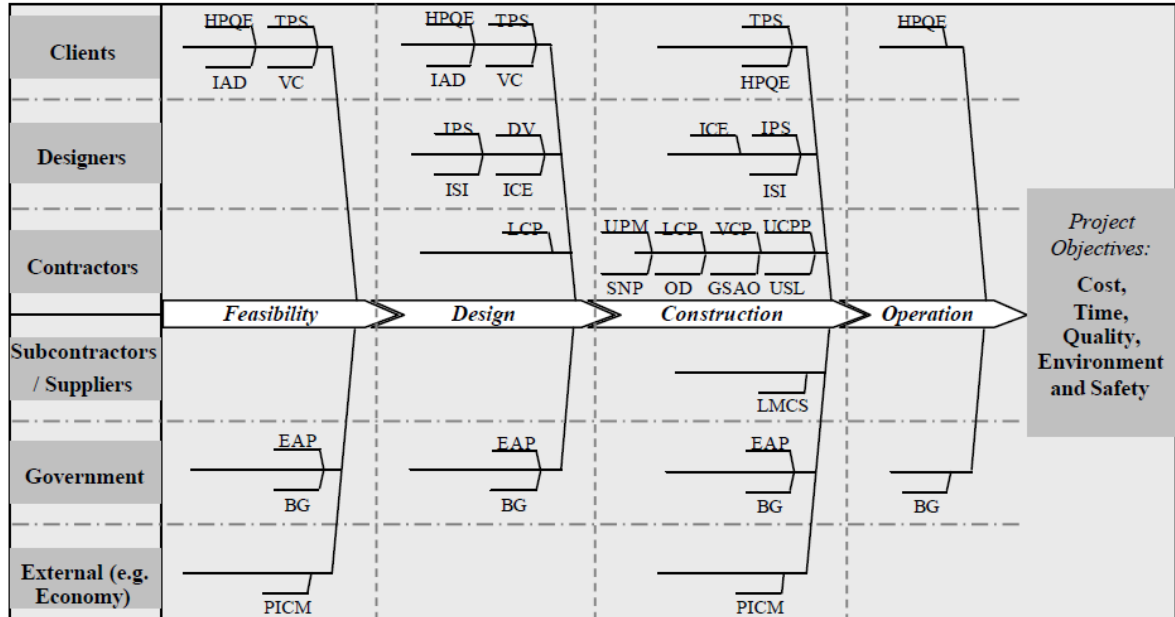 Clients
HPQE TPS
IAD VC
HPQE TPS
IAD VC
TPS
HPQE
HPQE
Designers
IPS DV
ISI ICE
ICE IPS
ISI
Contractors
LCP
UPM LCP VCP UCPP
SNP OD GSAO USL
Feasibility
Design
Construction
Operation
Project
Objectives:
Cost,
Time,
Quality,
Environment
and Safety
Subcontractors
/ Suppliers
LMCS
Government
EAP
BG
EAP
BG
EAP
BG
BG
External (e.g.
Economy)
PICM
PICM